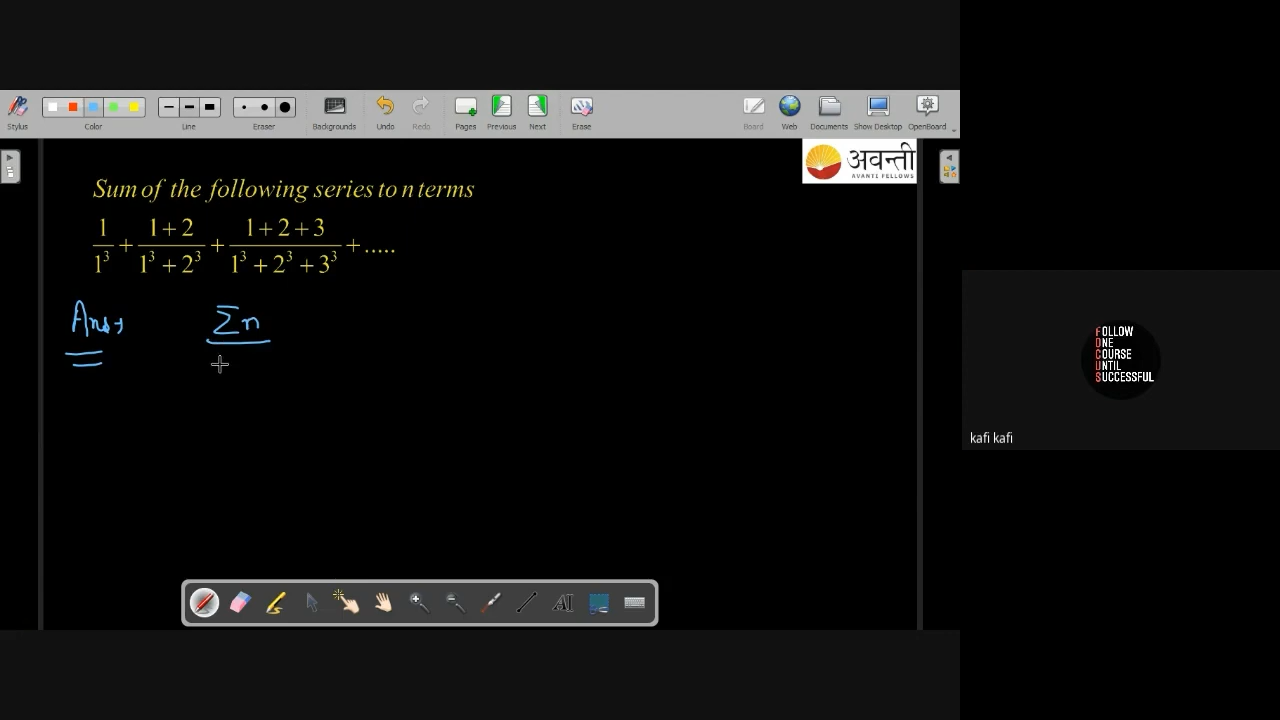 Stylus Color Line Eraser Backgrounds Undo Redo Pages Previous Next Erase Board Web Documents Show Desktop OpenBoard
अवन्ती
AVANTI FELLOWS
Sum of the following series to n terms
1/1³ + (1+2)/(1³+2³) + (1+2+3)/(1³+2³+3³) + .....
Ans→ Σn
FOLLOW
ONE
COURSE
UNTIL
SUCCESSFUL
kafi kafi
AI